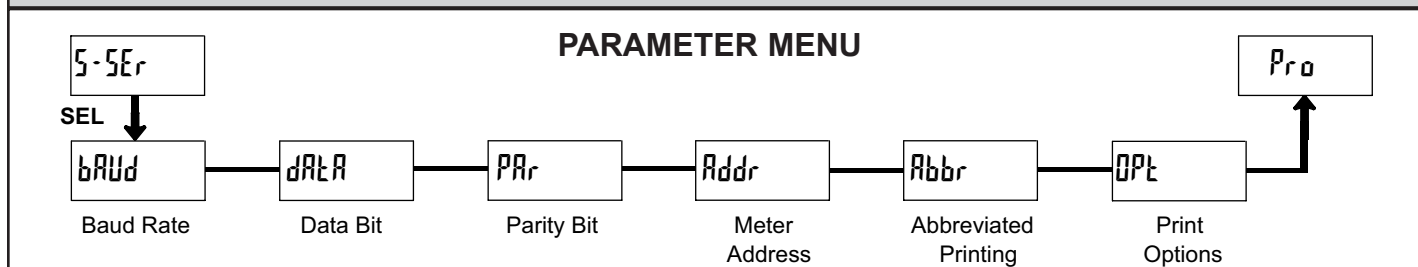 PARAMETER MENU
5-SEr
Pro
SEL
bAUd
dAtA
PAr
Addr
Abbr
OPt
Baud Rate
Data Bit
Parity Bit
Meter
Address
Abbreviated
Printing
Print
Options